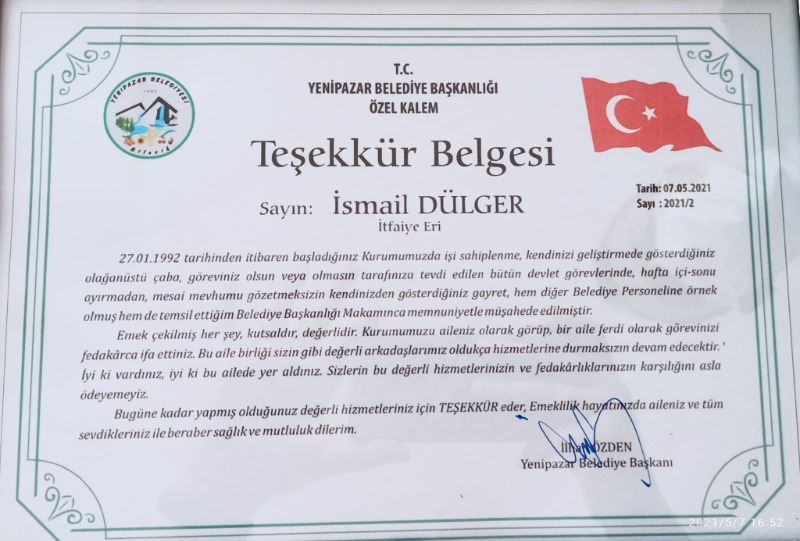 T.C.
YENİPAZAR BELEDİYE BAŞKANLIĞI
ÖZEL KALEM
YENİPAZAR BELEDİYESİ
Bilecik
Teşekkür Belgesi
Tarih: 07.05.2021
Sayı : 2021/2
Sayın: İsmail DÜLGER
İtfaiye Eri
27.01.1992 tarihinden itibaren başladığınız Kurumumuzda işi sahiplenme, kendinizi geliştirmede gösterdiğiniz
olağanüstü çaba, göreviniz olsun veya olmasın tarafınıza tevdi edilen bütün devlet görevlerinde, hafta içi-sonu
ayırmadan, mesai mevhumu gözetmeksizin kendinizden gösterdiğiniz gayret, hem diğer Belediye Personeline örnek
olmuş hem de temsil ettiğim Belediye Başkanlığı Makamınca memnuniyetle müşahede edilmiştir.
Emek çekilmiş her şey, kutsaldır, değerlidir. Kurumumuzu aileniz olarak görüp, bir aile ferdi olarak görevinizi
fedakârca ifa ettiniz. Bu aile birliği sizin gibi değerli arkadaşlarımız oldukça hizmetlerine durmaksızın devam edecektir.
İyi ki vardınız, iyi ki bu ailede yer aldınız. Sizlerin bu değerli hizmetlerinizin ve fedakârlıklarınızın karşılığını asla
ödeyemeyiz.
Bugüne kadar yapmış olduğunuz değerli hizmetleriniz için TEŞEKKÜR eder, Emeklilik hayatınızda aileniz ve tüm
sevdikleriniz ile beraber sağlık ve mutluluk dilerim.
İlhan ÖZDEN
Yenipazar Belediye Başkanı
2021/5/7 16:52